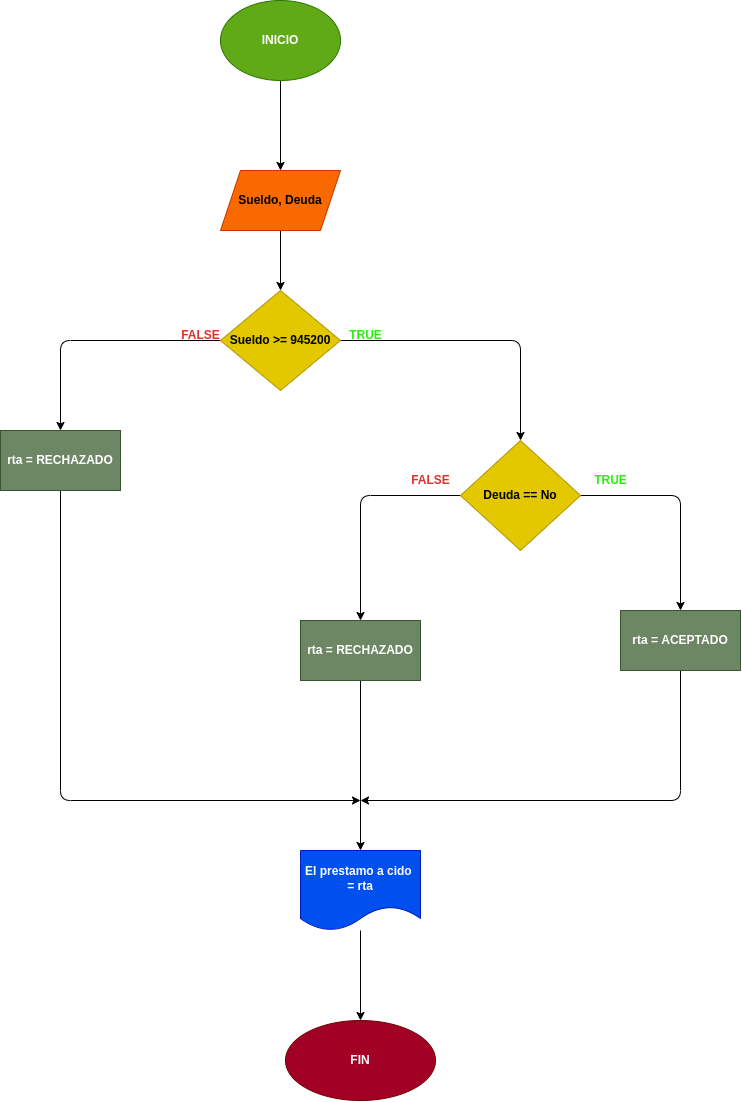 INICIO
Sueldo, Deuda
FALSE
Sueldo >= 945200
TRUE
rta = RECHAZADO
FALSE
Deuda == No
TRUE
rta = RECHAZADO
rta = ACEPTADO
El prestamo a cido
= rta
FIN